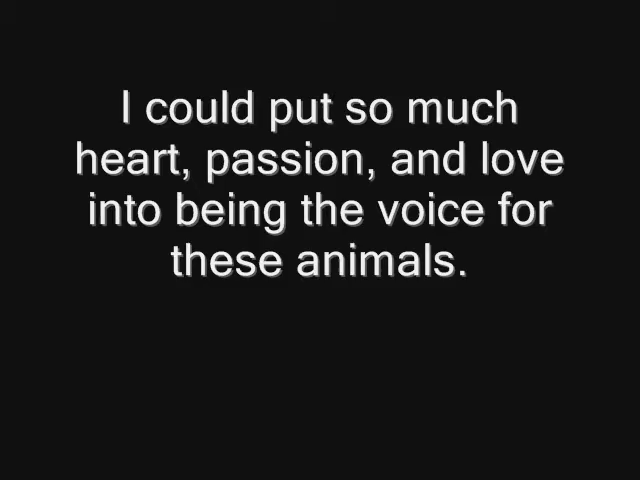 I could put so much
heart, passion, and love
into being the voice for
these animals.